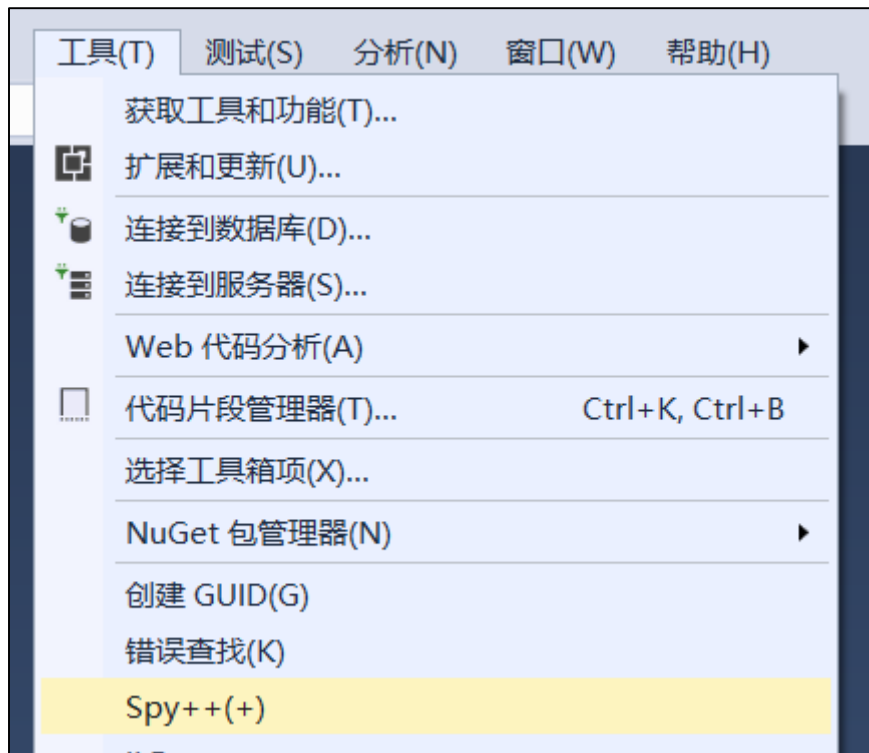 工具(T) 测试(S) 分析(N) 窗口(W) 帮助(H)
获取工具和功能(T)...
扩展和更新(U)...
连接到数据库(D)...
连接到服务器(S)...
Web 代码分析(A)
代码片段管理器(T)... Ctrl+K, Ctrl+B
选择工具箱项(X)...
NuGet 包管理器(N)
创建 GUID(G)
错误查找(K)
Spy++(+)